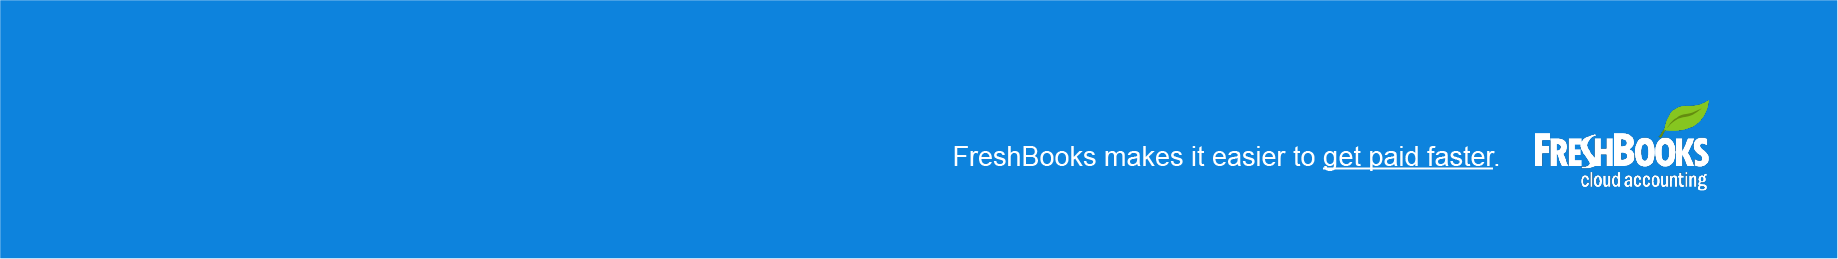 FreshBooks makes it easier to get paid faster.
FRESHBOOKS
cloud accounting